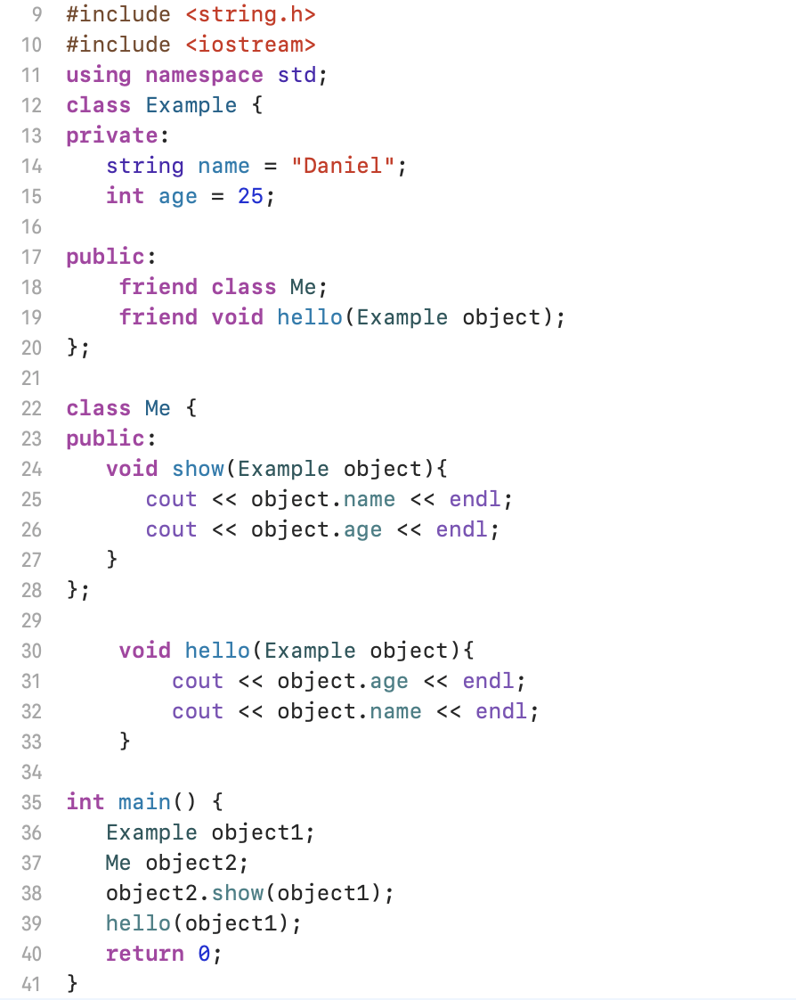 9 #include <string.h>
10 #include <iostream>
11 using namespace std;
12 class Example {
13 private:
14    string name = "Daniel";
15    int age = 25;
16
17 public:
18     friend class Me;
19     friend void hello(Example object);
20 };
21
22 class Me {
23 public:
24    void show(Example object){
25       cout << object.name << endl;
26       cout << object.age << endl;
27    }
28 };
29
30     void hello(Example object){
31         cout << object.age << endl;
32         cout << object.name << endl;
33     }
34
35 int main() {
36    Example object1;
37    Me object2;
38    object2.show(object1);
39    hello(object1);
40    return 0;
41 }